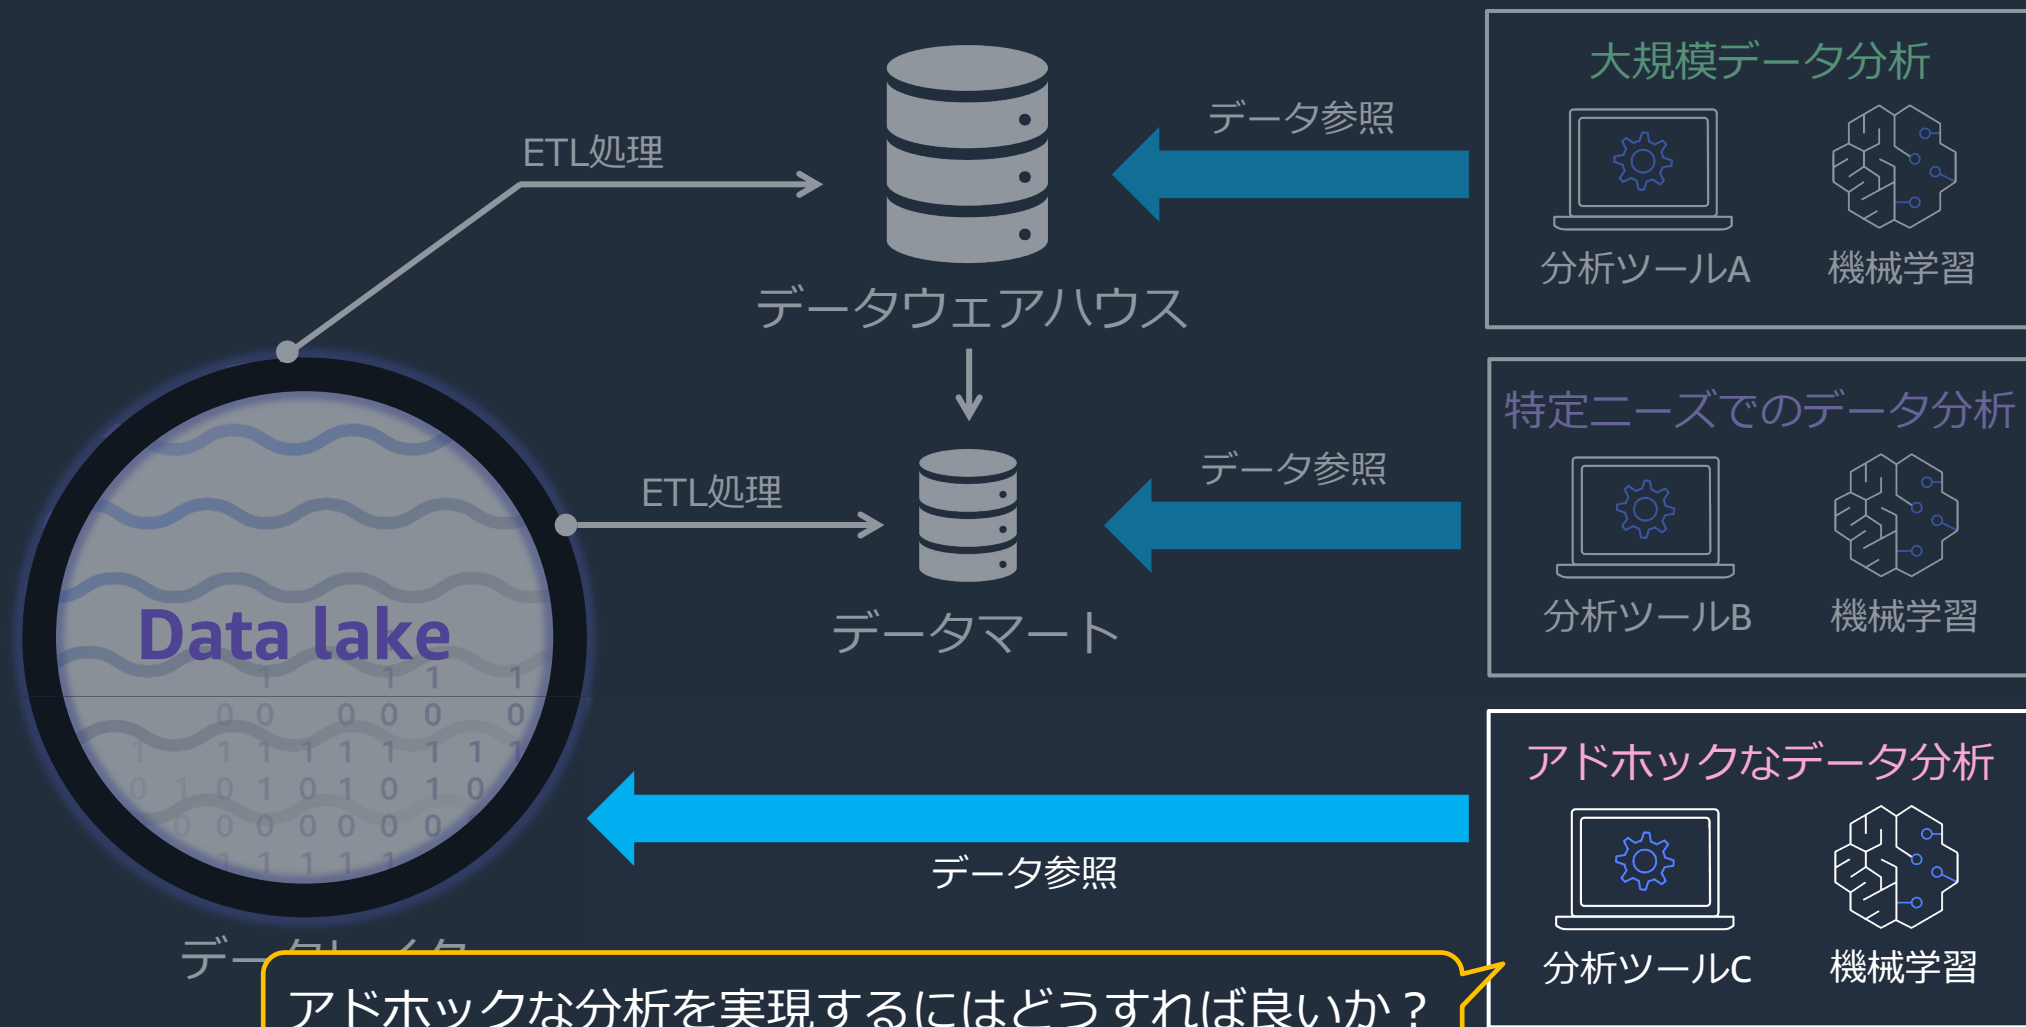 大規模データ分析
データ参照
ETL処理
分析ツールA
機械学習
データウェアハウス
特定ニーズでのデータ分析
データ参照
ETL処理
分析ツールB
機械学習
データマート
Data lake
アドホックなデータ分析
データ参照
分析ツールC
機械学習
データレイク
アドホックな分析を実現するにはどうすれば良いか？